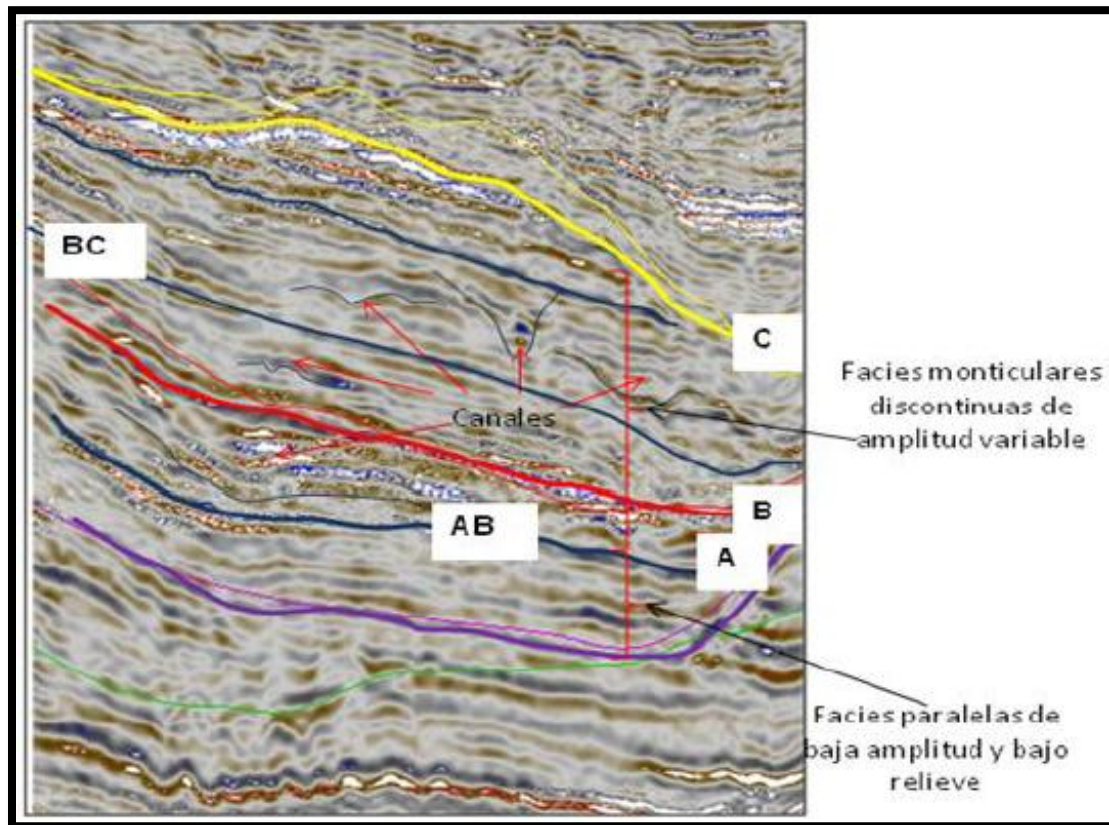 BC
C
Facies monticulares
discontinuas de
amplitud variable
Canales
B
AB
A
Facies paralelas de
baja amplitud y bajo
relieve